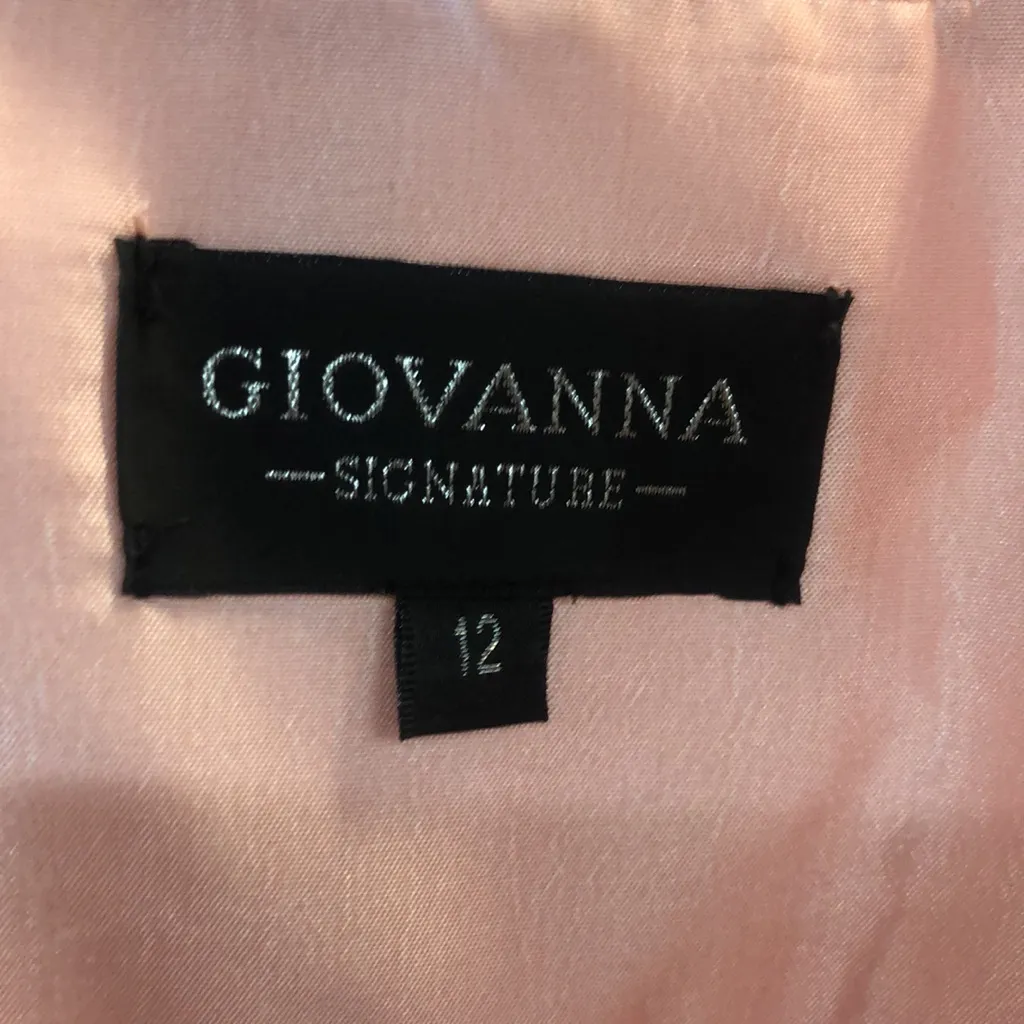 GIOVANNA
— SIGNATURE —
12